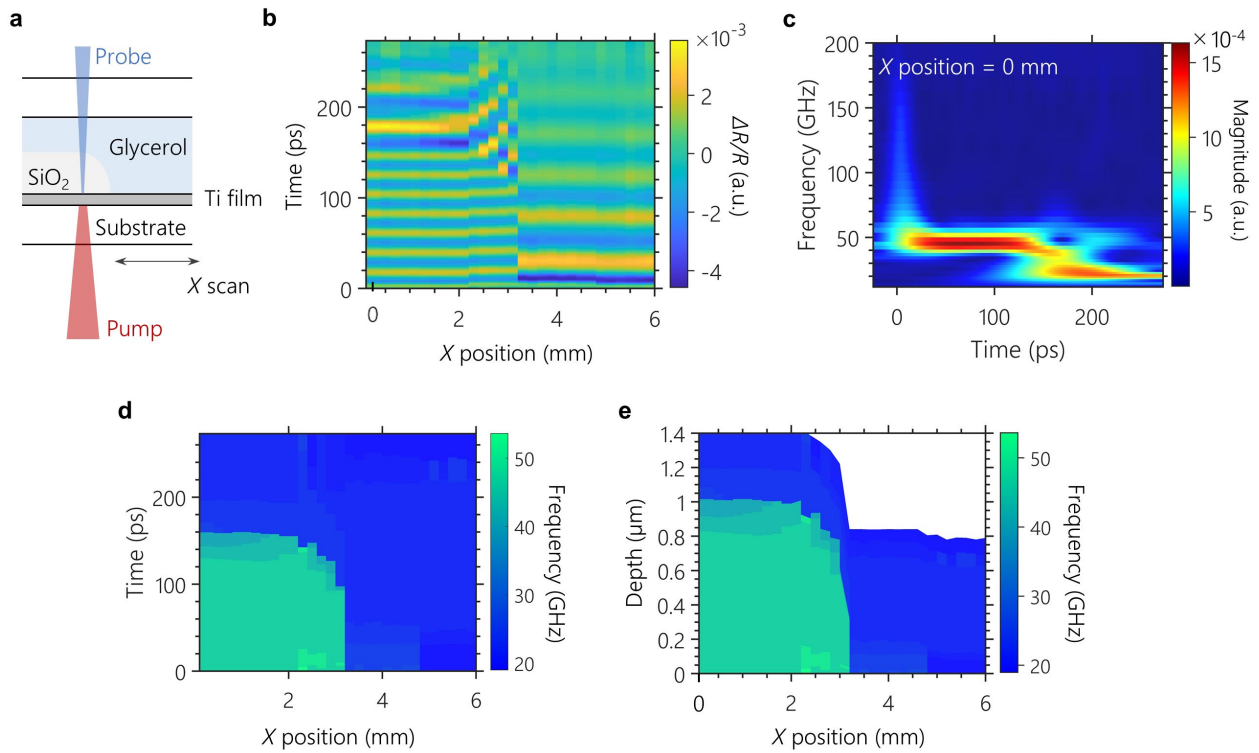 a
Probe
Glycerol
SiO2
Ti film
Substrate
X scan
Pump
b
×10-3
200
100
0
Time (ps)
2
0
-2
-4
ΔR/R (a.u.)
0
2
4
6
X position (mm)
c
X position = 0 mm
200
150
100
50
Frequency (GHz)
× 10-4
15
10
5
Magnitude (a.u.)
0
100
200
Time (ps)
d
200
100
0
Time (ps)
50
40
30
20
Frequency (GHz)
2
4
6
X position (mm)
e
1.4
1.2
1
0.8
0.6
0.4
0.2
0
Depth (µm)
50
40
30
20
Frequency (GHz)
0
2
4
6
X position (mm)